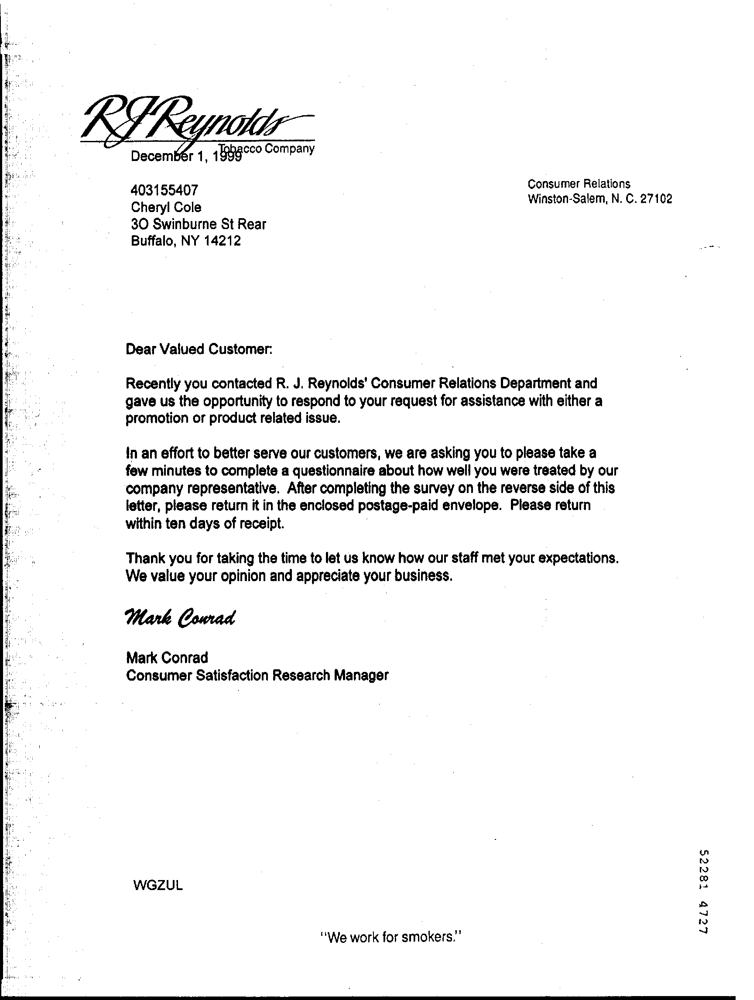 RJReynolds
Tobacco Company
December 1, 1999
Consumer Relations
Winston-Salem, N. C. 27102
403155407
Cheryl Cole
30 Swinburne St Rear
Buffalo, NY 14212
Dear Valued Customer:
Recently you contacted R. J. Reynolds' Consumer Relations Department and
gave us the opportunity to respond to your request for assistance with either a
promotion or product related issue.
In an effort to better serve our customers, we are asking you to please take a
few minutes to complete a questionnaire about how well you were treated by our
company representative. After completing the survey on the reverse side of this
letter, please return it in the enclosed postage-paid envelope. Please return
within ten days of receipt.
Thank you for taking the time to let us know how our staff met your expectations.
We value your opinion and appreciate your business.
Mark Conrad
Mark Conrad
Consumer Satisfaction Research Manager
WGZUL
52281 4727
"We work for smokers."